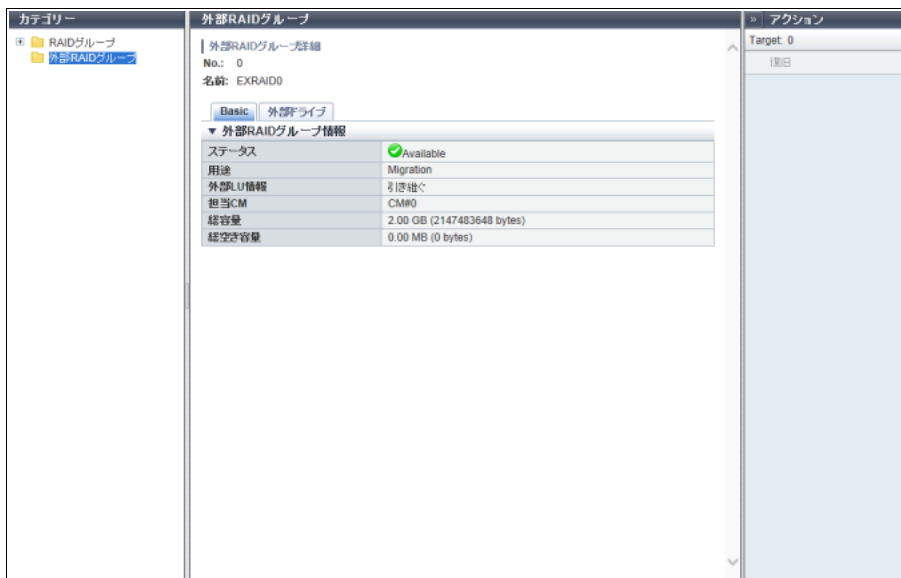 カテゴリー
RAIDグループ
外部RAIDグループ
外部RAIDグループ
外部RAIDグループ詳細
No.: 0
名前: EXRAID0
Basic 外部ドライブ
▼ 外部RAIDグループ情報
ステータス Available
用途 Migration
外部LU情報 引き継ぐ
担当CM CM#0
総容量 2.00 GB (2147483648 bytes)
総空き容量 0.00 MB (0 bytes)
» アクション
Target: 0
復旧